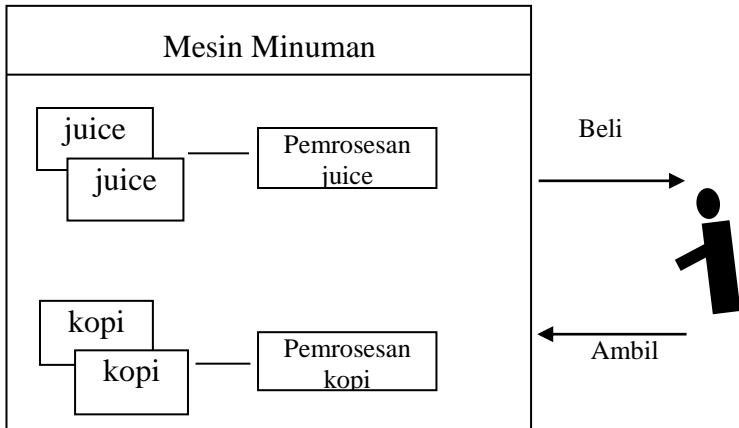 Mesin Minuman
juice
juice
Pemrosesan
juice
Beli
kopi
kopi
Pemrosesan
kopi
Ambil